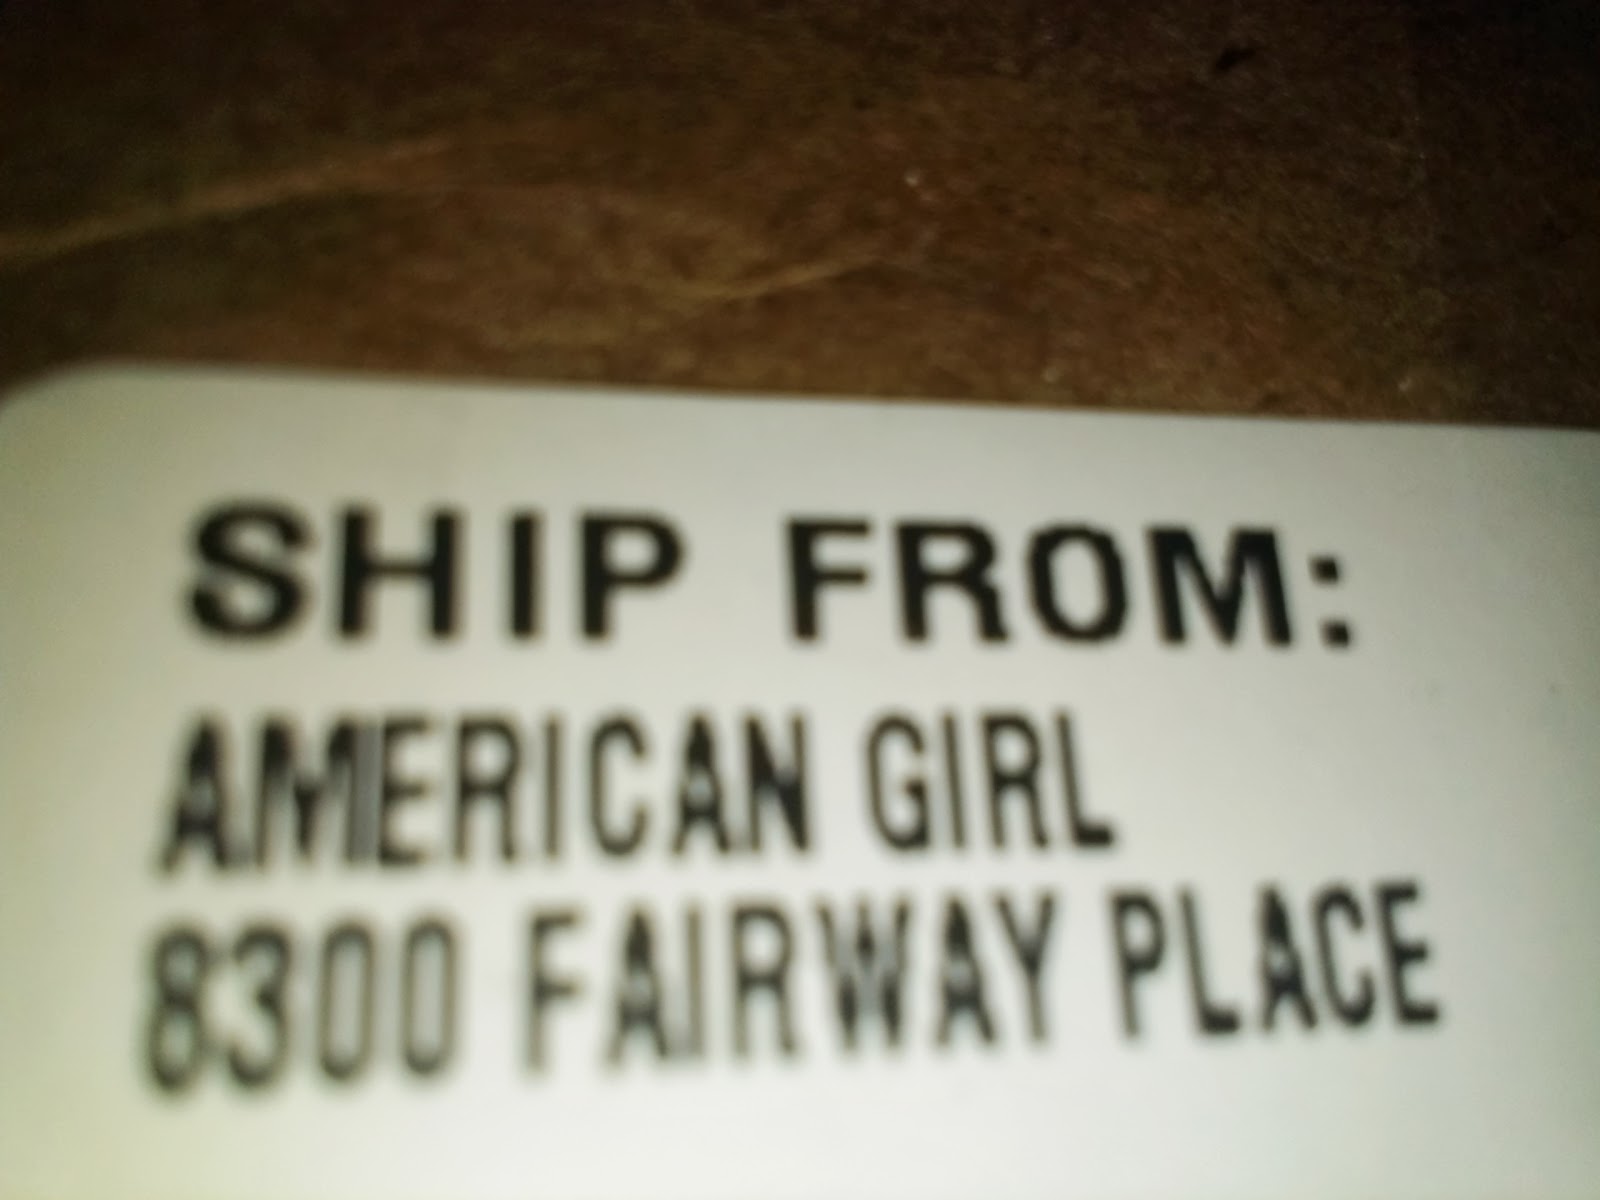 SHIP FROM:
AMERICAN GIRL
8300 FAIRWAY PLACE